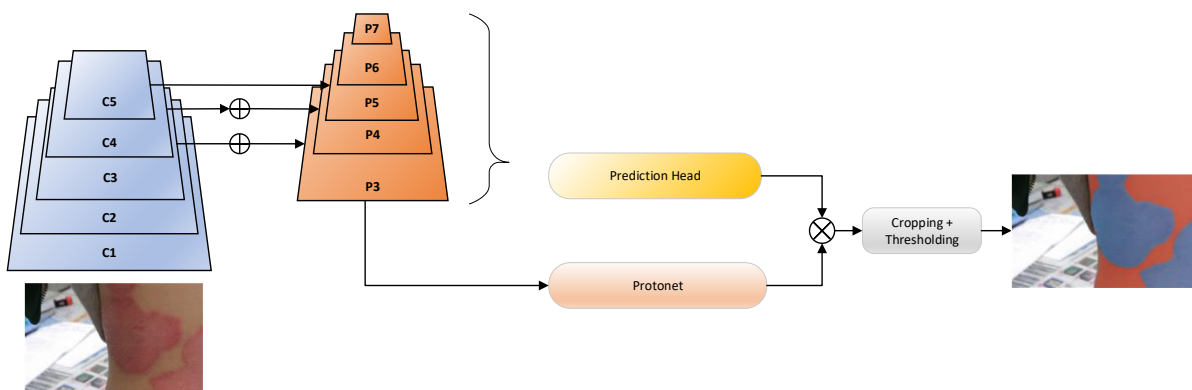 C5
C4
C3
C2
C1
P7
P6
P5
P4
P3
Prediction Head
Protonet
Cropping +
Thresholding